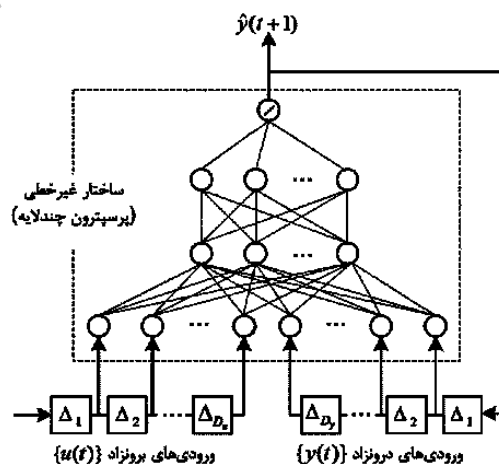 ŷ(t+1)
ساختار غیرخطی
(پرسپترون چندلایه)
...
...
... ...
Δ₁ Δ₂ ...... Δ_{D_u} Δ_{D_y} ...... Δ₂ Δ₁
ورودی‌های برونزاد {u(t)} ورودی‌های درونزاد {y(t)}